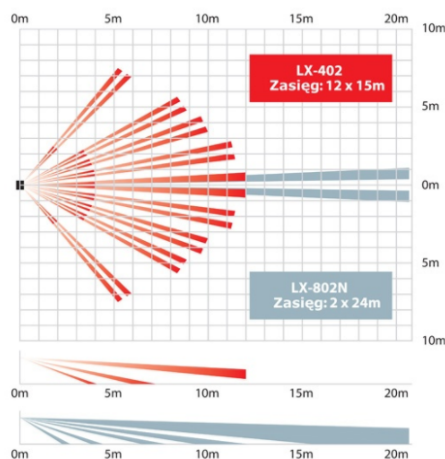 0m 5m 10m 15m 20m
10m
LX-402
Zasięg: 12 x 15m
5m
0m
LX-802N
Zasięg: 2 x 24m
5m
10m
0m 5m 10m 15m 20m
0m 5m 10m 15m 20m